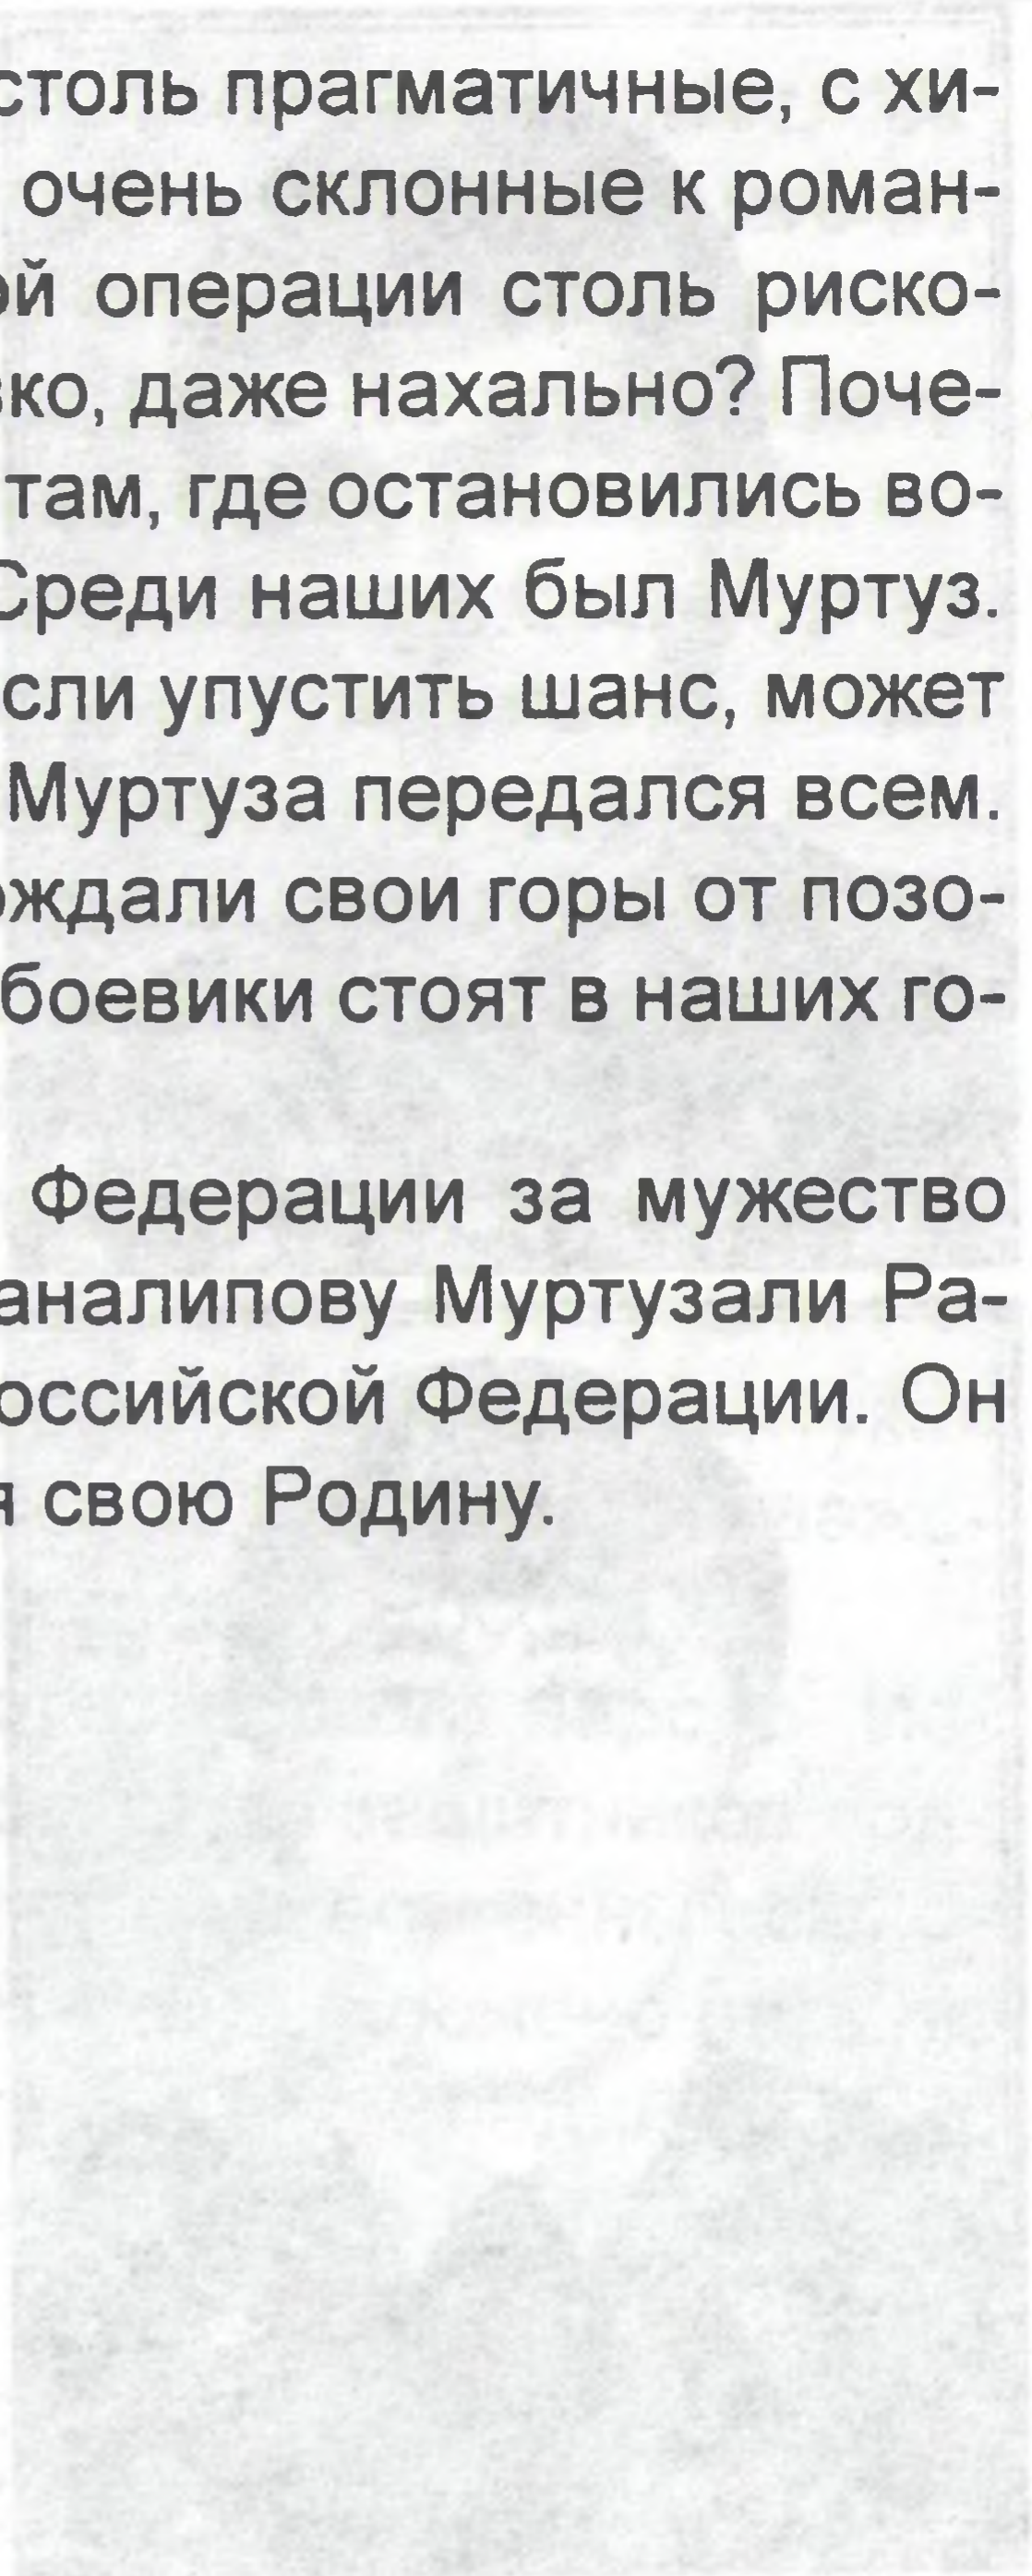 столь прагматичные, с хи-
очень склонные к роман-
ой операции столь риско-
вко, даже нахально? Поче-
там, где остановились во-
Среди наших был Муртуз.
сли упустить шанс, может
Муртуза передался всем.
ождали свои горы от позо-
боевики стоят в наших го-
Федерации за мужество
аналипову Муртузали Ра-
оссийской Федерации. Он
я свою Родину.